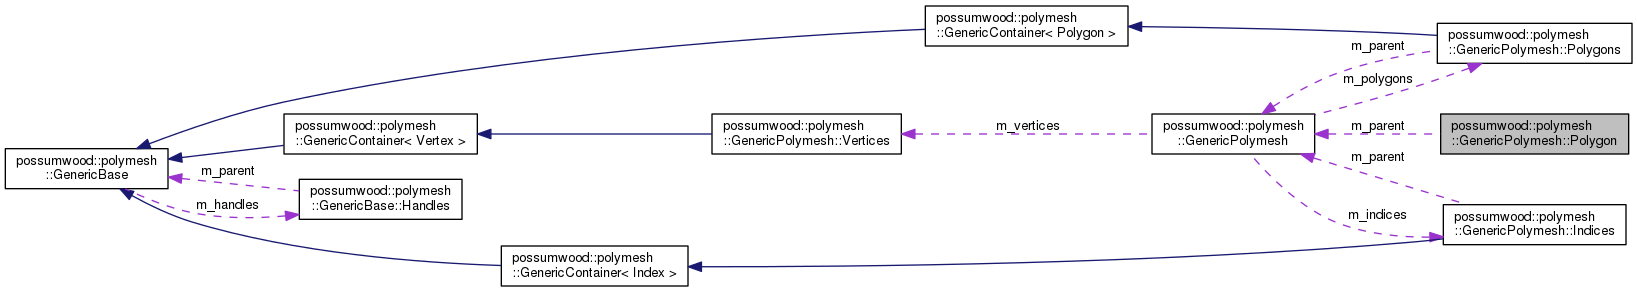 possumwood::polymesh
::GenericContainer< Polygon >
possumwood::polymesh
::GenericPolymesh::Polygons
m_parent
m_polygons
possumwood::polymesh
::GenericContainer< Vertex >
possumwood::polymesh
::GenericPolymesh::Vertices
m_vertices
possumwood::polymesh
::GenericPolymesh
m_parent
possumwood::polymesh
::GenericPolymesh::Polygon
possumwood::polymesh
::GenericBase
m_parent
m_handles
possumwood::polymesh
::GenericBase::Handles
m_parent
m_indices
possumwood::polymesh
::GenericPolymesh::Indices
possumwood::polymesh
::GenericContainer< Index >